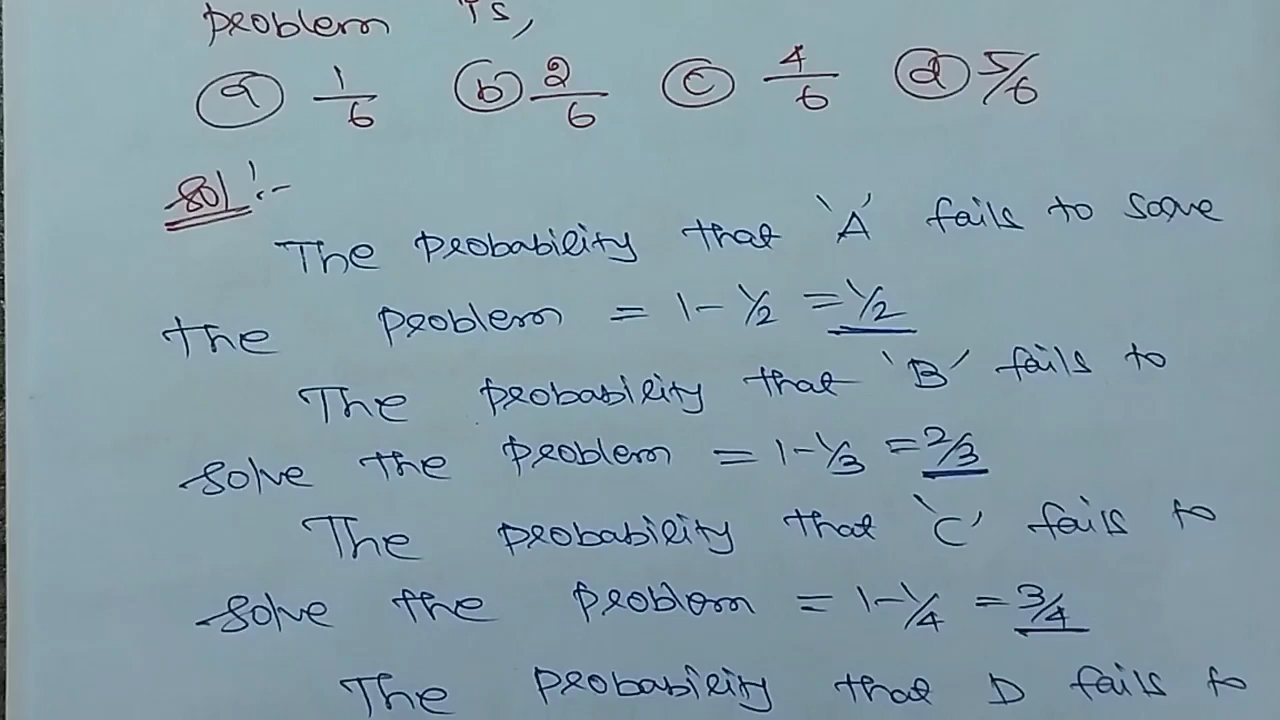 problem is,
(a) 1/6 (b) 2/6 (c) 4/6 (d) 5/6
Sol :-
The probability that 'A' fails to solve
the problem = 1 - 1/2 = 1/2
The probability that 'B' fails to
solve the problem = 1 - 1/3 = 2/3
The probability that 'C' fails to
solve the problem = 1 - 1/4 = 3/4
The probability that D fails to